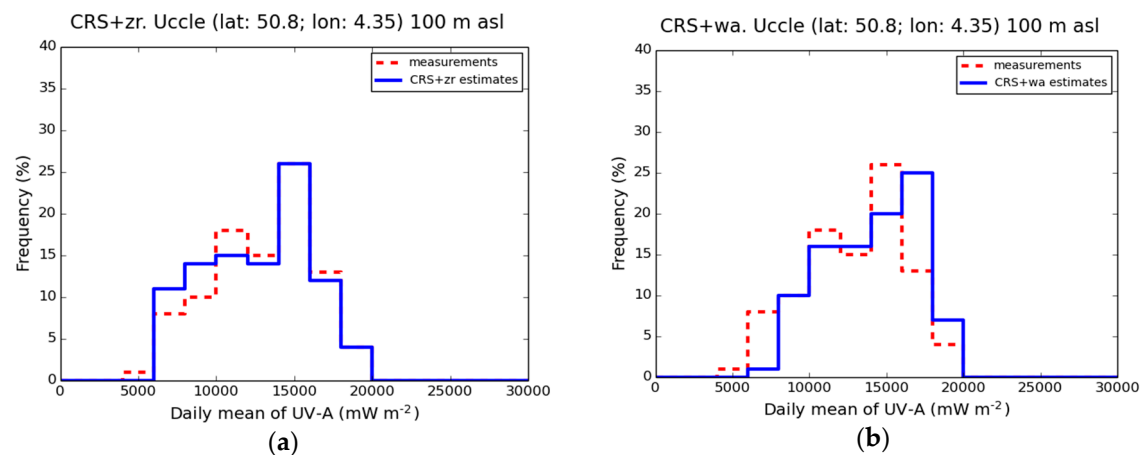 CRS+zr. Uccle (lat: 50.8; lon: 4.35) 100 m asl
40
35
30
25
20
15
10
5
0
Frequency (%)
measurements
CRS+zr estimates
0 5000 10000 15000 20000 25000 30000
Daily mean of UV-A (mW m⁻²)
(a)
CRS+wa. Uccle (lat: 50.8; lon: 4.35) 100 m asl
40
35
30
25
20
15
10
5
0
Frequency (%)
measurements
CRS+wa estimates
0 5000 10000 15000 20000 25000 30000
Daily mean of UV-A (mW m⁻²)
(b)